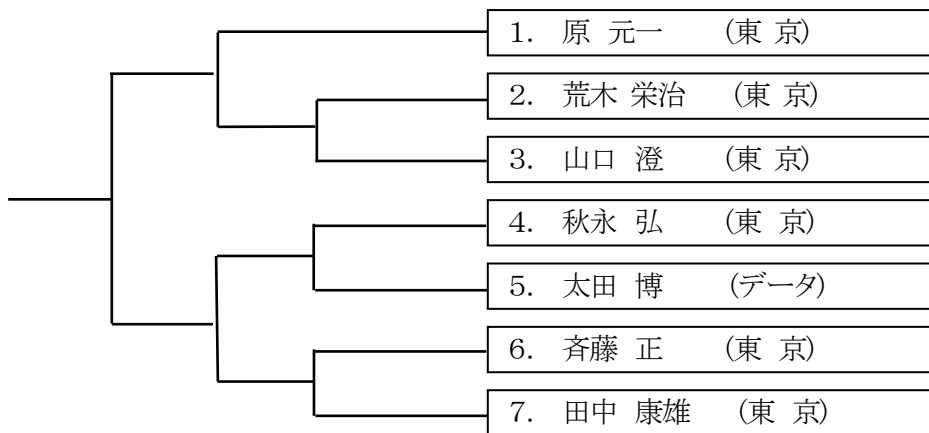 1. 原 元一 (東 京)
2. 荒木 栄治 (東 京)
3. 山口 澄 (東 京)
4. 秋永 弘 (東 京)
5. 太田 博 (データ)
6. 斉藤 正 (東 京)
7. 田中 康雄 (東 京)